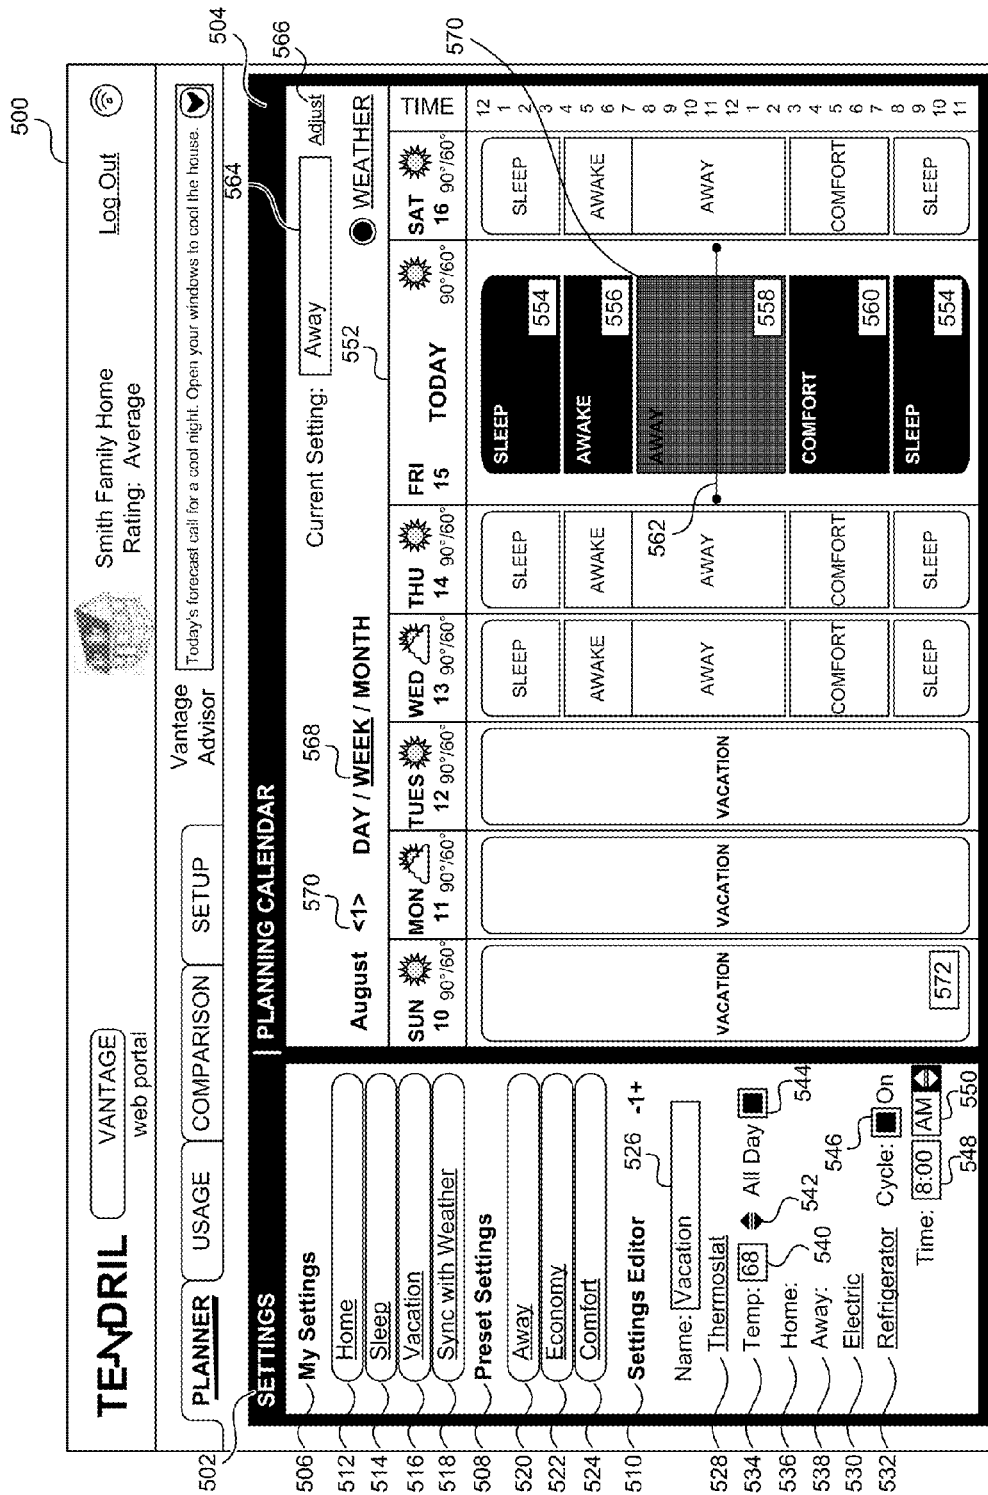 500
TENDRIL
VANTAGE
web portal
Smith Family Home
Rating: Average
Log Out
PLANNER
USAGE
COMPARISON
SETUP
Vantage
Advisor
Today's forecast call for a cool night. Open your windows to cool the house.
502
504
SETTINGS
506
My Settings
512
Home
514
Sleep
516
Vacation
518
Sync with Weather
508
Preset Settings
520
Away
522
Economy
524
Comfort
510
Settings Editor -1+
526
Name: Vacation
528
Thermostat
534
Temp: 68
All Day
540
542
544
536
Home:
538
Away:
530
Electric
532
Refrigerator Cycle: On
546
Time: 8:00 AM
548
550
PLANNING CALENDAR
564
566
568
570
Current Setting: Away Adjust
August <1> DAY / WEEK / MONTH
WEATHER
552
SUN
10 90°/60°
MON
11 90°/60°
TUES
12 90°/60°
WED
13 90°/60°
THU
14 90°/60°
FRI
15
TODAY
90°/60°
SAT
16 90°/60°
TIME
VACATION
572
VACATION
VACATION
SLEEP
AWAKE
AWAY
COMFORT
SLEEP
SLEEP
AWAKE
AWAY
COMFORT
SLEEP
562
SLEEP
554
AWAKE
556
AWAY
558
COMFORT
560
SLEEP
554
570
SLEEP
AWAKE
AWAY
COMFORT
SLEEP
12
1
2
3
4
5
6
7
8
9
10
11
12
1
2
3
4
5
6
7
8
9
10
11